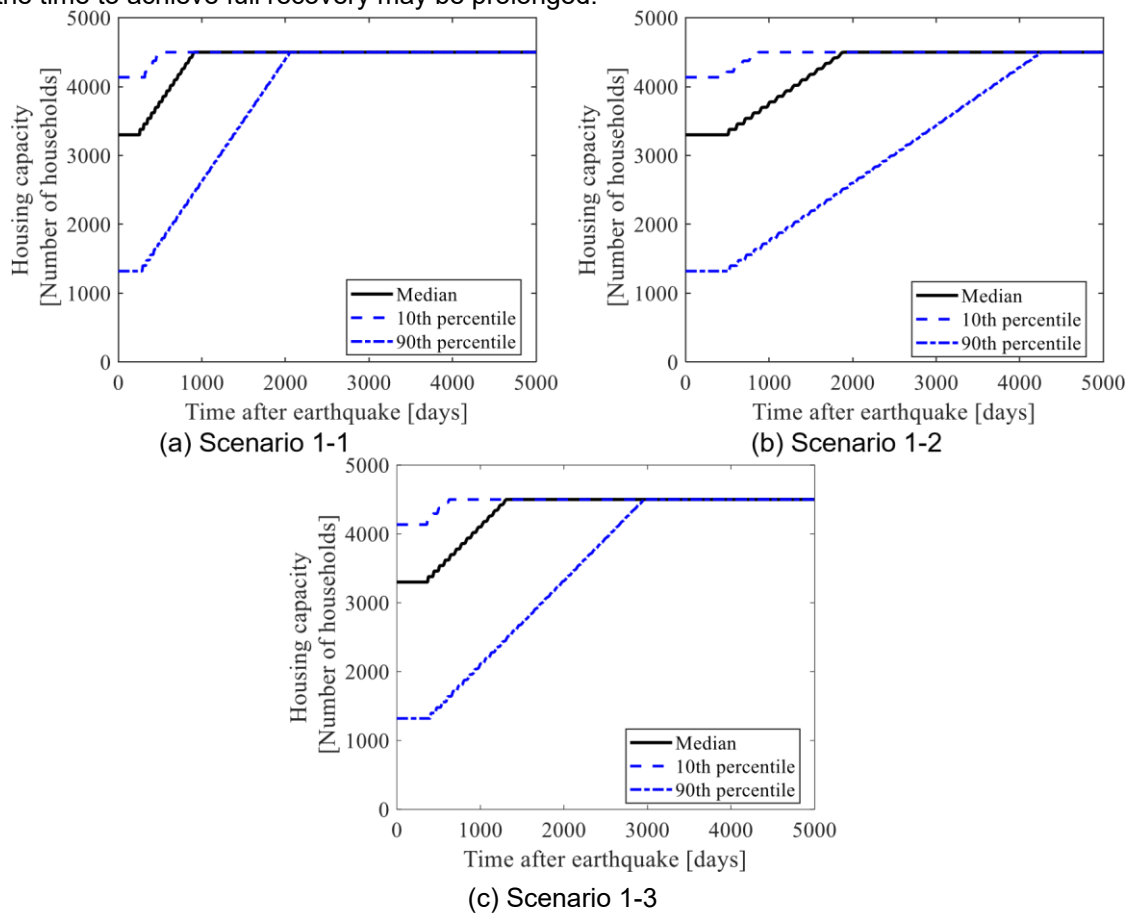 the time to achieve full recovery may be prolonged.
5000
4000
3000
2000
1000
0
Housing capacity
[Number of households]
Median
10th percentile
90th percentile
0 1000 2000 3000 4000 5000
Time after earthquake [days]
(a) Scenario 1-1
5000
4000
3000
2000
1000
0
Housing capacity
[Number of households]
Median
10th percentile
90th percentile
0 1000 2000 3000 4000 5000
Time after earthquake [days]
(b) Scenario 1-2
5000
4000
3000
2000
1000
0
Housing capacity
[Number of households]
Median
10th percentile
90th percentile
0 1000 2000 3000 4000 5000
Time after earthquake [days]
(c) Scenario 1-3